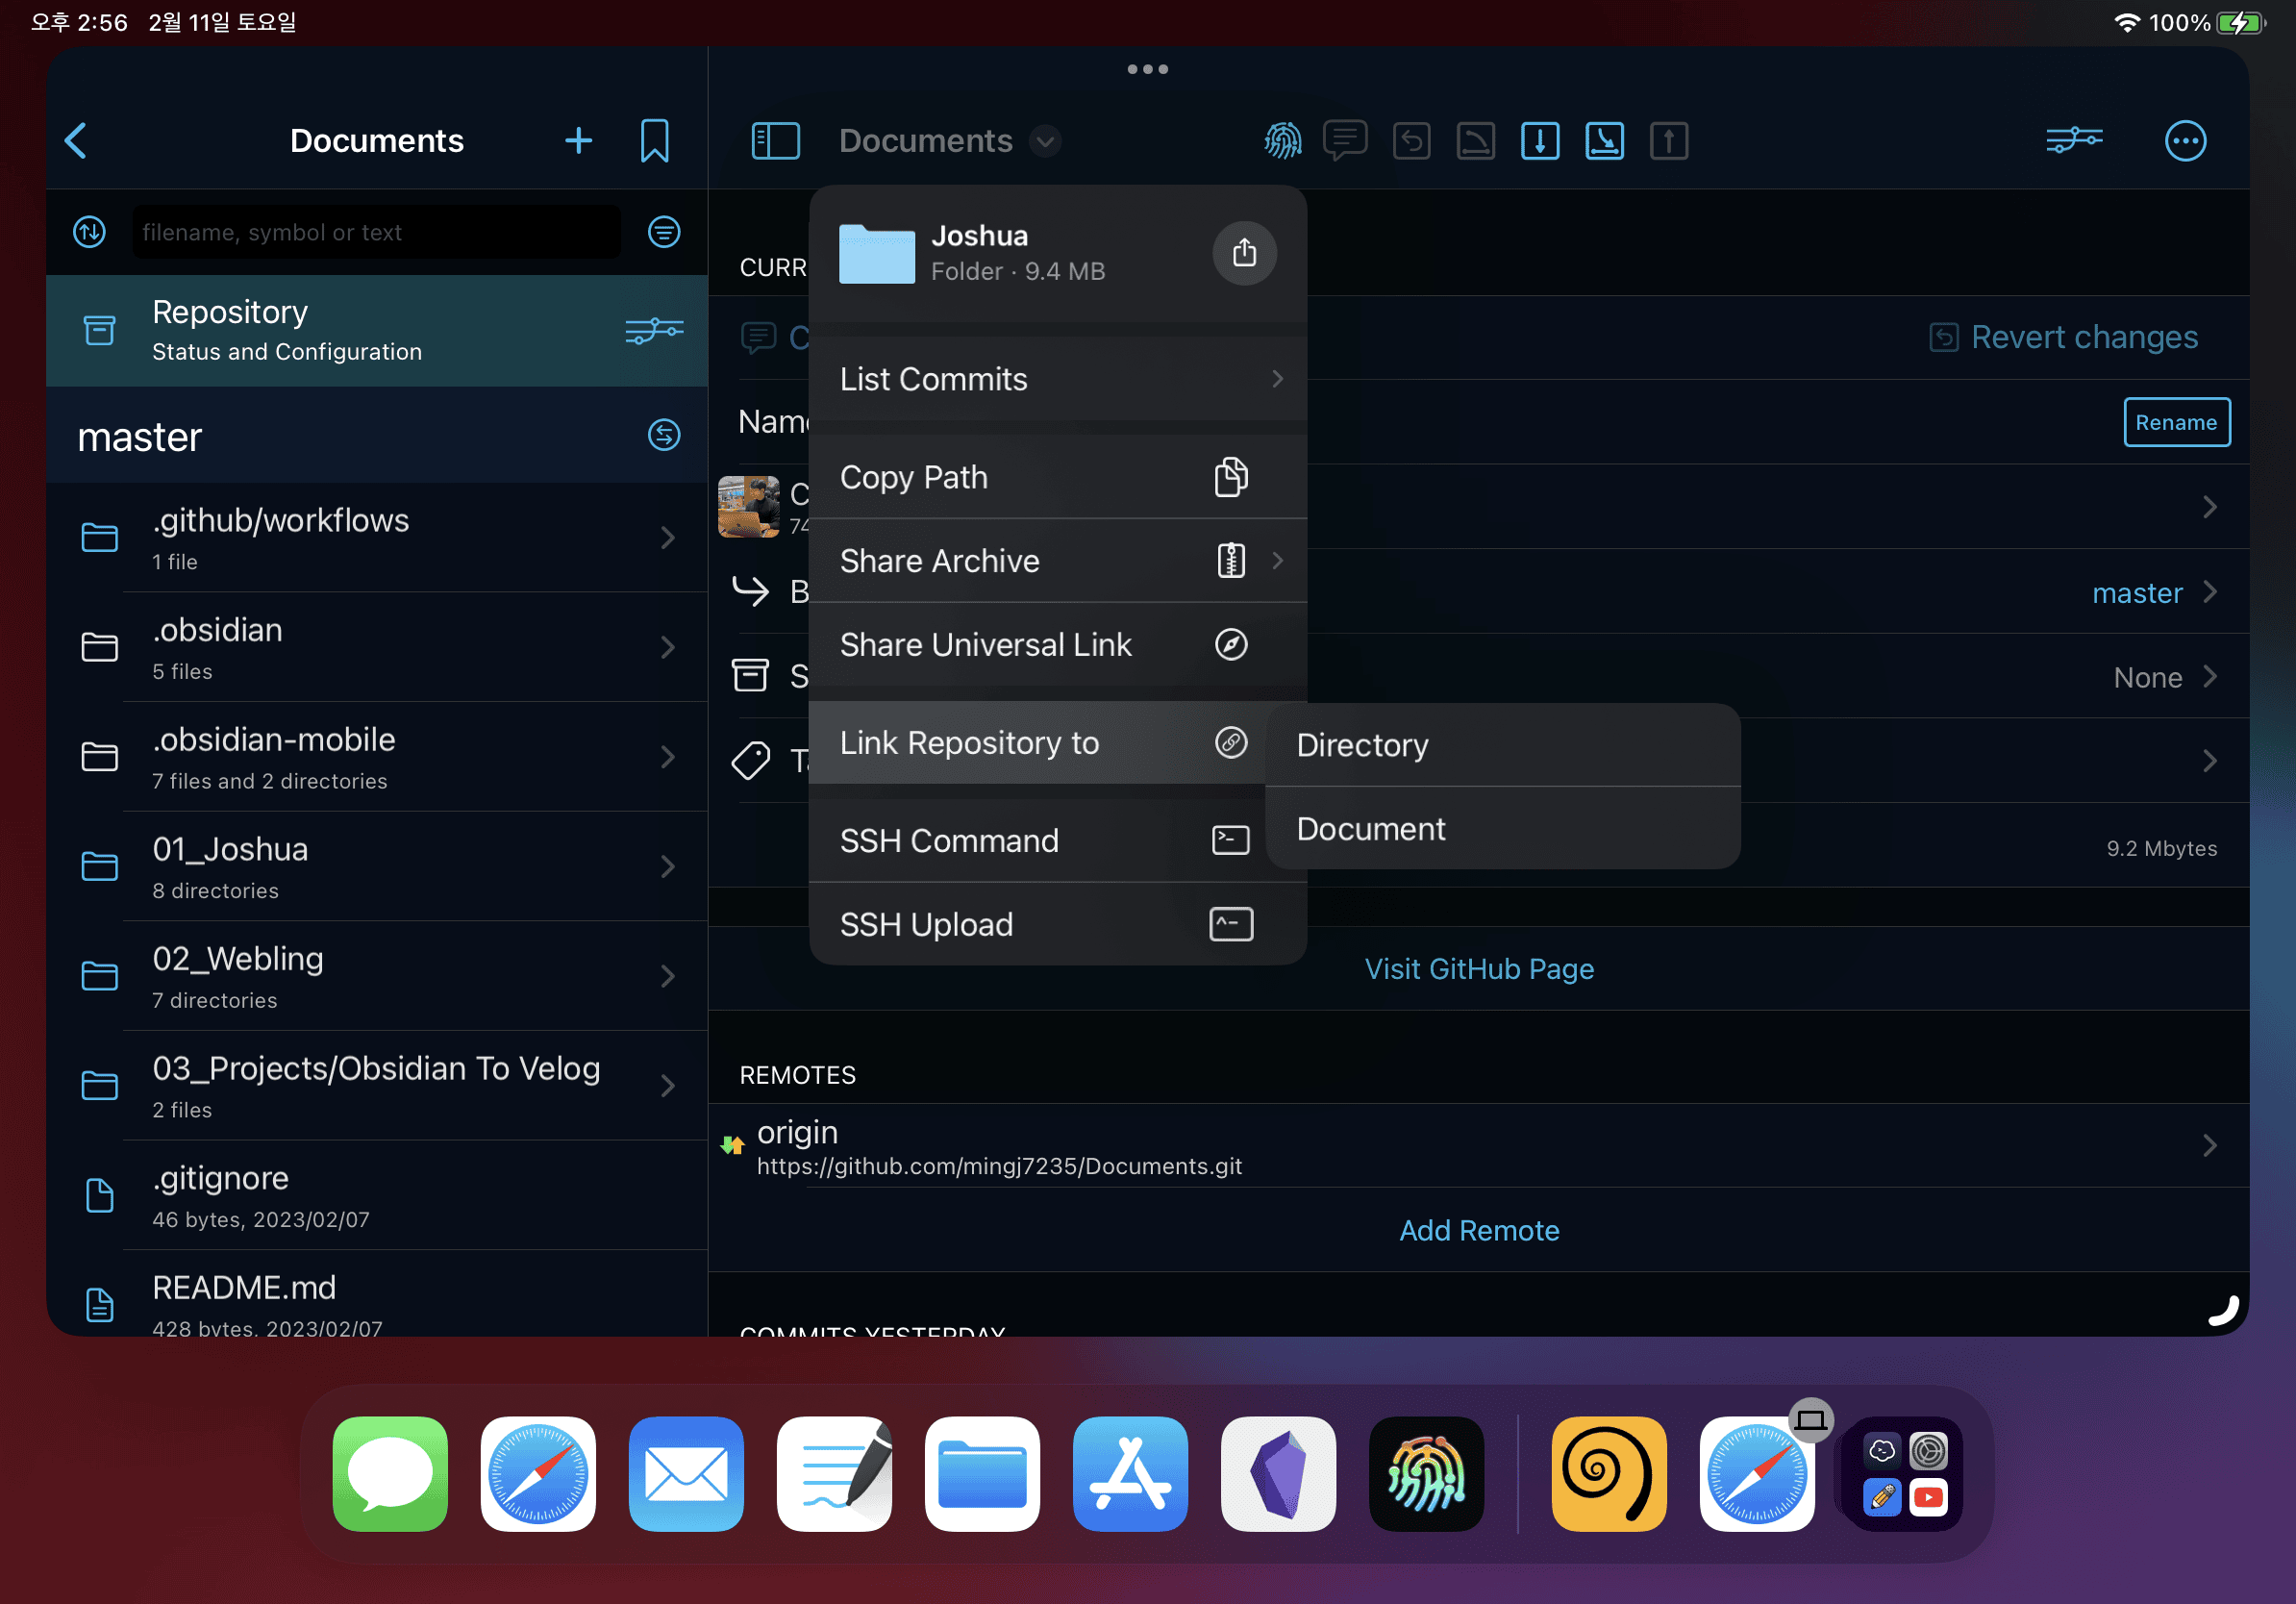 오후 2:56 2월 11일 토요일
100%
Documents
filename, symbol or text
Repository
Status and Configuration
master
.github/workflows
1 file
.obsidian
5 files
.obsidian-mobile
7 files and 2 directories
01_Joshua
8 directories
02_Webling
7 directories
03_Projects/Obsidian To Velog
2 files
.gitignore
46 bytes, 2023/02/07
README.md
428 bytes, 2023/02/07
Documents
Joshua
Folder · 9.4 MB
List Commits
Copy Path
Share Archive
Share Universal Link
Link Repository to
SSH Command
SSH Upload
Directory
Document
CURR
C
Revert changes
Nam
Rename
C
74
B
master
S
None
T
9.2 Mbytes
Visit GitHub Page
REMOTES
origin
https://github.com/mingj7235/Documents.git
Add Remote
COMMITS YESTERDAY